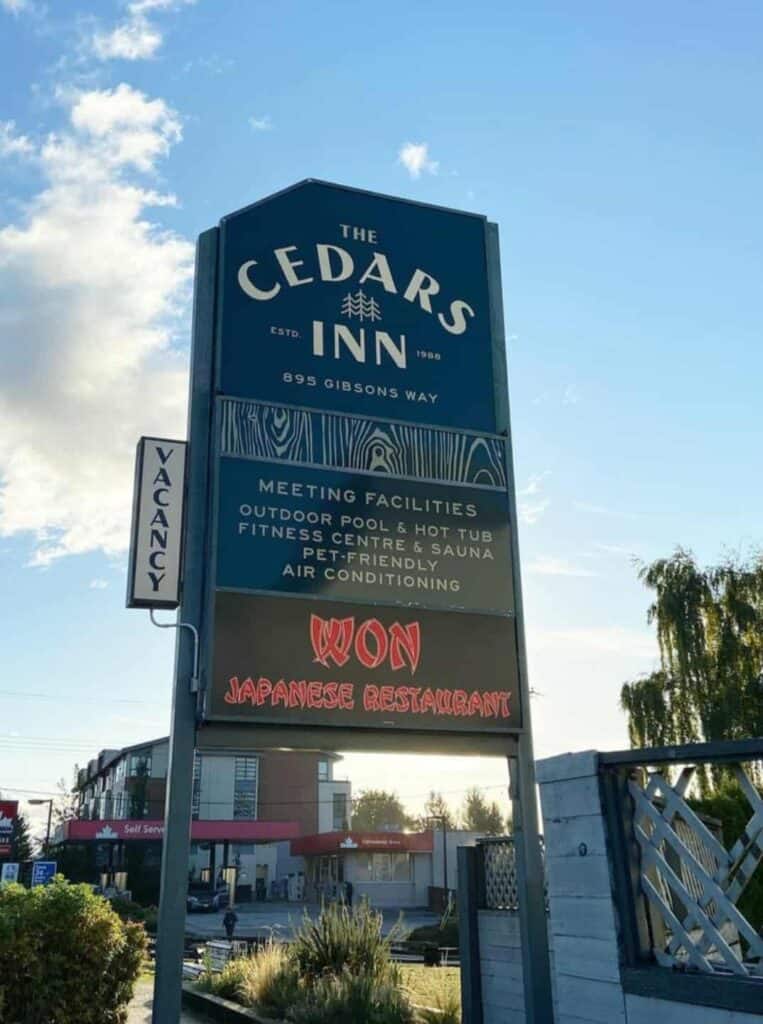 THE
CEDARS
ESTD. INN 1988
895 GIBSONS WAY
VACANCY
MEETING FACILITIES
OUTDOOR POOL & HOT TUB
FITNESS CENTRE & SAUNA
PET-FRIENDLY
AIR CONDITIONING
WON
JAPANESE RESTAURANT
Self Serve